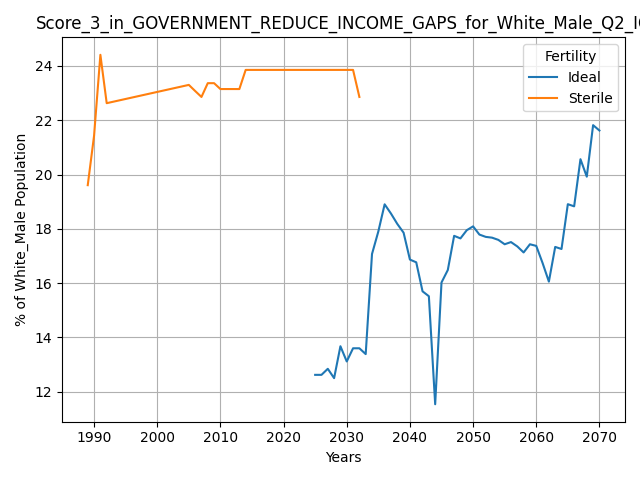 Score_3_in_GOVERNMENT_REDUCE_INCOME_GAPS_for_White_Male_Q2_I
Fertility
Ideal
Sterile
% of White_Male Population
24
22
20
18
16
14
12
1990 2000 2010 2020 2030 2040 2050 2060 2070
Years